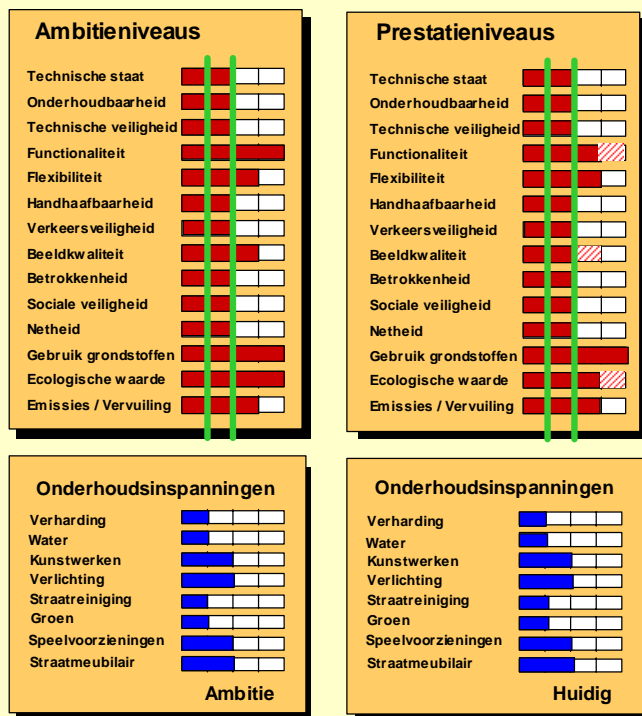 Ambitieniveaus
Technische staat
Onderhoudbaarheid
Technische veiligheid
Functionaliteit
Flexibiliteit
Handhaafbaarheid
Verkeersveiligheid
Beeldkwaliteit
Betrokkenheid
Sociale veiligheid
Netheid
Gebruik grondstoffen
Ecologische waarde
Emissies / Vervuiling
Prestatieniveaus
Technische staat
Onderhoudbaarheid
Technische veiligheid
Functionaliteit
Flexibiliteit
Handhaafbaarheid
Verkeersveiligheid
Beeldkwaliteit
Betrokkenheid
Sociale veiligheid
Netheid
Gebruik grondstoffen
Ecologische waarde
Emissies / Vervuiling
Onderhoudsinspanningen
Verharding
Water
Kunstwerken
Verlichting
Straatreiniging
Groen
Speelvoorzieningen
Straatmeubilair
Ambitie
Onderhoudsinspanningen
Verharding
Water
Kunstwerken
Verlichting
Straatreiniging
Groen
Speelvoorzieningen
Straatmeubilair
Huidig